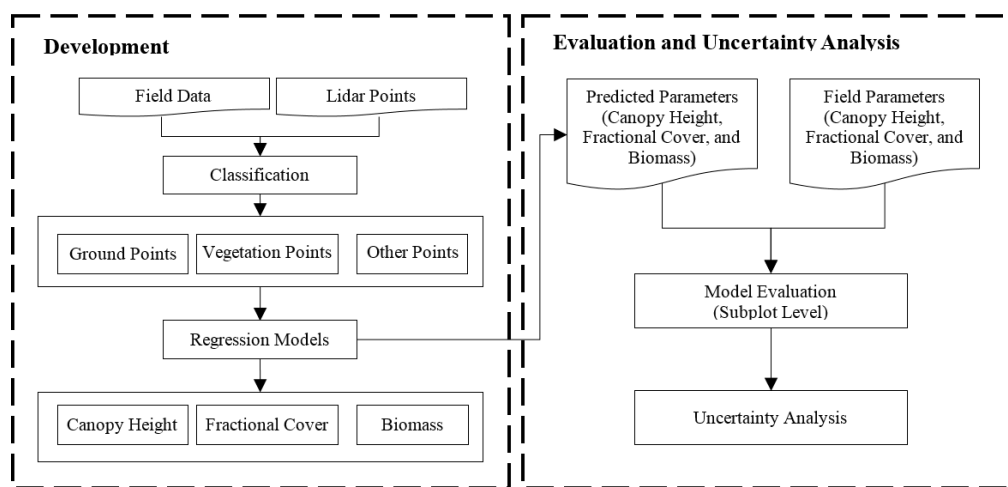 Development
Field Data
Lidar Points
Classification
Ground Points
Vegetation Points
Other Points
Regression Models
Canopy Height
Fractional Cover
Biomass
Evaluation and Uncertainty Analysis
Predicted Parameters
(Canopy Height,
Fractional Cover, and
Biomass)
Field Parameters
(Canopy Height,
Fractional Cover, and
Biomass)
Model Evaluation
(Subplot Level)
Uncertainty Analysis